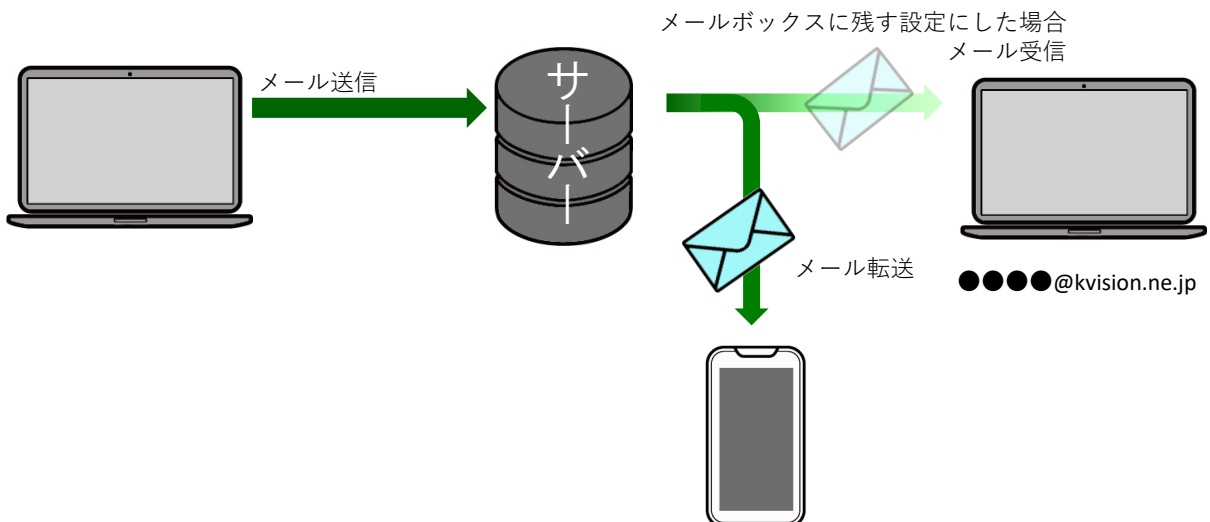 メールボックスに残す設定にした場合
メール受信
メール送信
サーバー
メール転送
●●●●@kvision.ne.jp